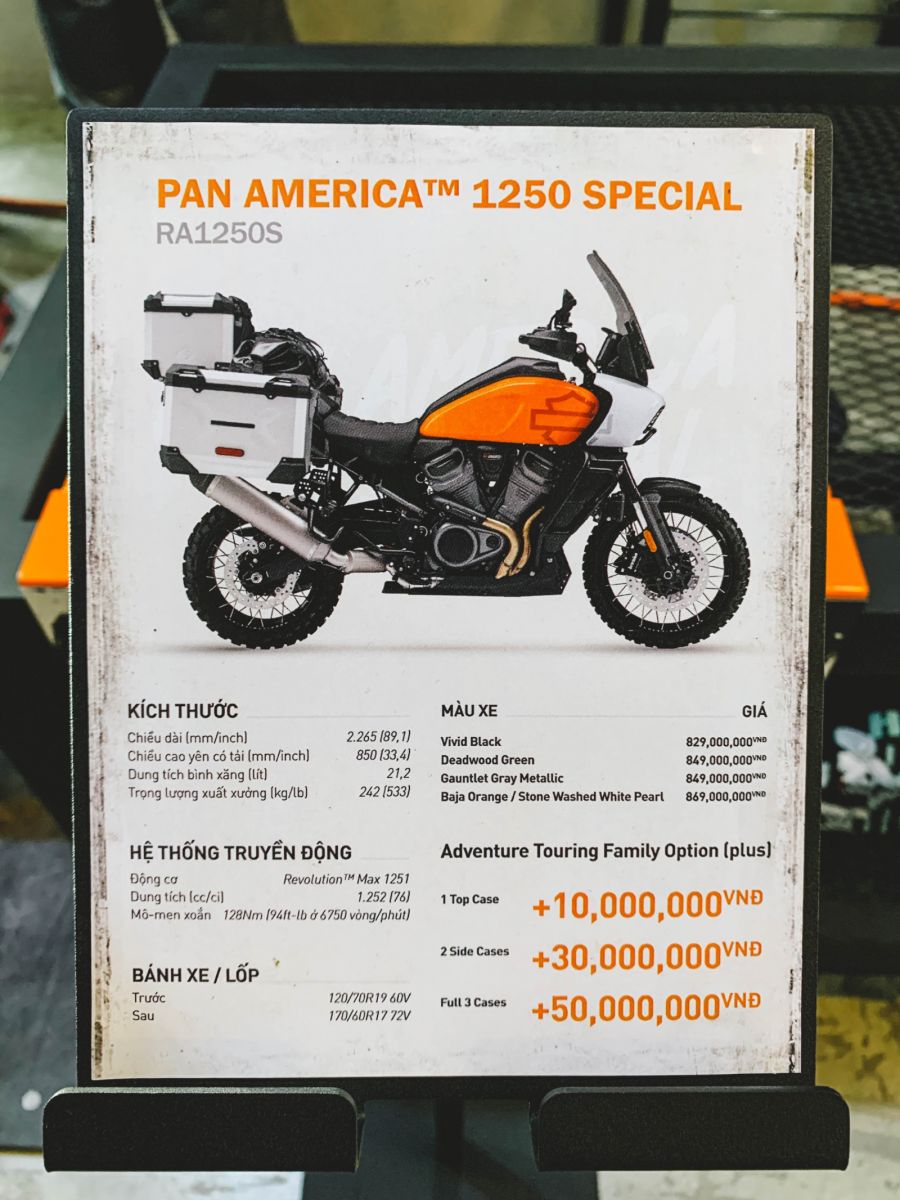 PAN AMERICA™ 1250 SPECIAL
RA1250S
KÍCH THƯỚC
Chiều dài (mm/inch) 2.265 (89,1)
Chiều cao yên có tải (mm/inch) 850 (33,4)
Dung tích bình xăng (lít) 21,2
Trọng lượng xuất xưởng (kg/lb) 242 (533)
HỆ THỐNG TRUYỀN ĐỘNG
Động cơ Revolution™ Max 1251
Dung tích (cc/ci) 1.252 (76)
Mô-men xoắn 128Nm (94ft-lb ở 6750 vòng/phút)
BÁNH XE / LỐP
Trước 120/70R19 60V
Sau 170/60R17 72V
MÀU XE GIÁ
Vivid Black 829,000,000VNĐ
Deadwood Green 849,000,000VNĐ
Gauntlet Gray Metallic 849,000,000VNĐ
Baja Orange / Stone Washed White Pearl 869,000,000VNĐ
Adventure Touring Family Option (plus)
1 Top Case +10,000,000VNĐ
2 Side Cases +30,000,000VNĐ
Full 3 Cases +50,000,000VNĐ